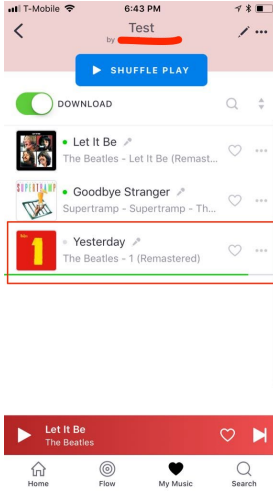 T-Mobile 6:43 PM
Test
by
SHUFFLE PLAY
DOWNLOAD
Let It Be
The Beatles - Let It Be (Remast...
SUPERTRAMP
Goodbye Stranger
Supertramp - Supertramp - Th...
1
Yesterday
The Beatles - 1 (Remastered)
Let It Be
The Beatles
Home Flow My Music Search